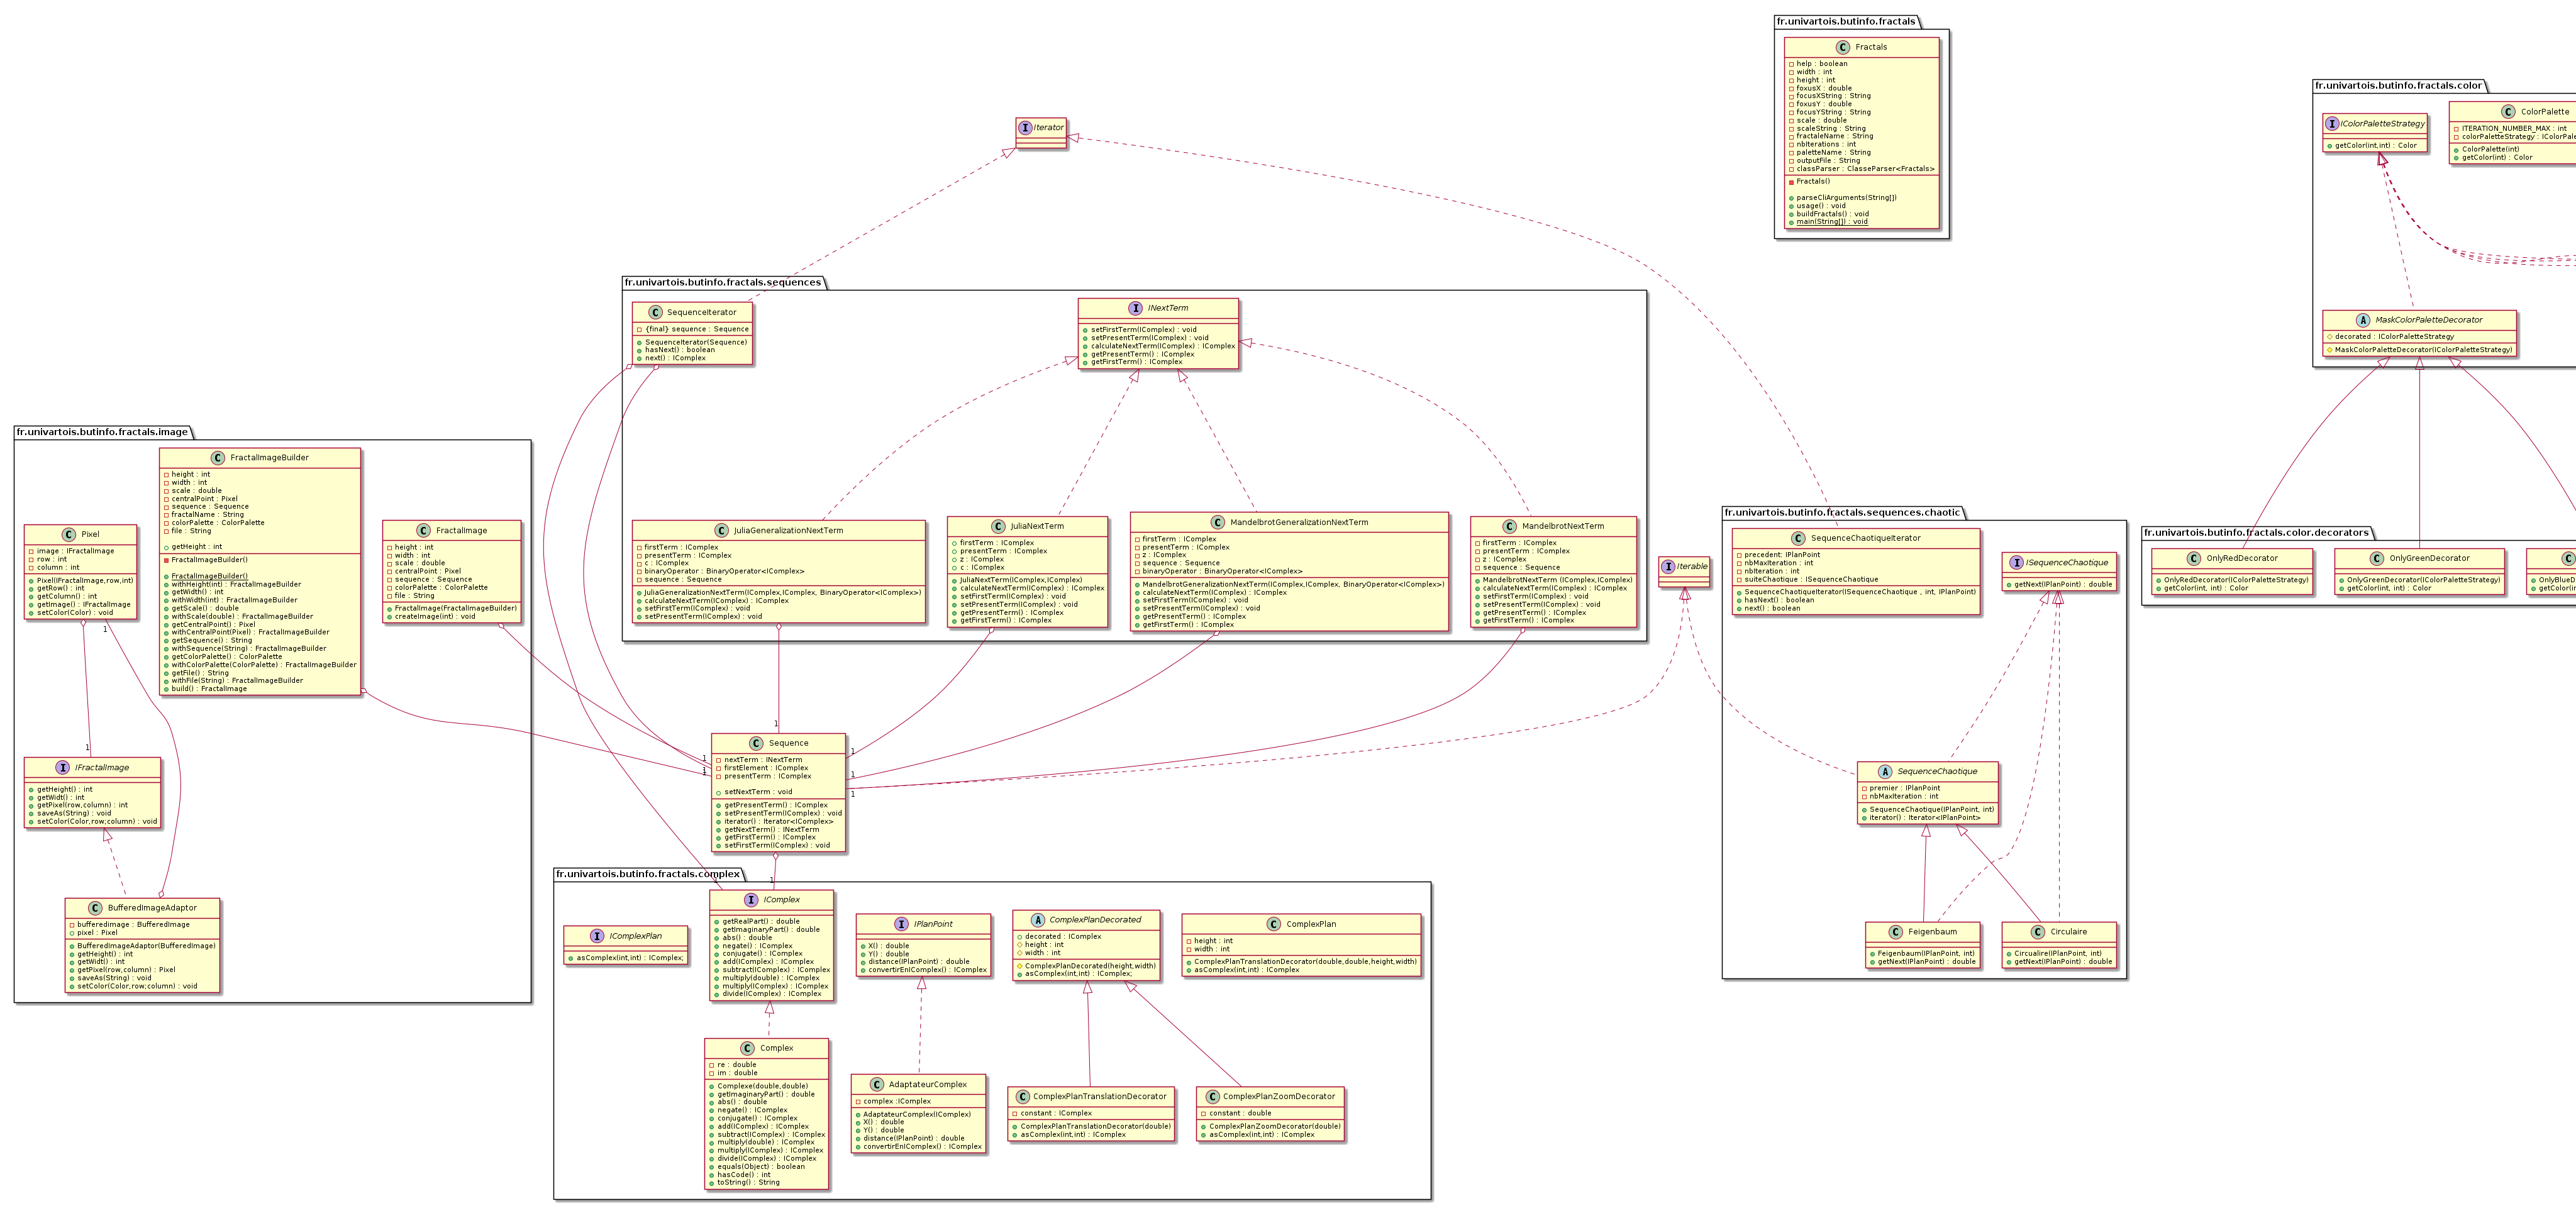 fr.univartois.butinfo.fractals
Fractals
help : boolean
width : int
height : int
foxusX : double
focusXString : String
foxusY : double
focusYString : String
scale : double
scaleString : String
fractaleName : String
nbIterations : int
paletteName : String
outputFile : String
classParser : ClasseParser<Fractals>
Fractals()
parseCliArguments(String[])
usage() : void
buildFractals() : void
main(String[]) : void
fr.univartois.butinfo.fractals.color
IColorPaletteStrategy
getColor(int,int) : Color
ColorPalette
ITERATION_NUMBER_MAX : int
colorPaletteStrategy : IColorPale
ColorPalette(int)
getColor(int) : Color
MaskColorPaletteDecorator
decorated : IColorPaletteStrategy
MaskColorPaletteDecorator(IColorPaletteStrategy)
Iterator
fr.univartois.butinfo.fractals.sequences
SequenceIterator
{final} sequence : Sequence
SequenceIterator(Sequence)
hasNext() : boolean
next() : IComplex
INextTerm
setFirstTerm(IComplex) : void
setPresentTerm(IComplex) : void
calculateNextTerm(IComplex) : IComplex
getPresentTerm() : IComplex
getFirstTerm() : IComplex
JuliaGeneralizationNextTerm
firstTerm : IComplex
presentTerm : IComplex
c : IComplex
binaryOperator : BinaryOperator<IComplex>
sequence : Sequence
JuliaGeneralizationNextTerm(IComplex,IComplex, BinaryOperator<IComplex>)
calculateNextTerm(IComplex) : IComplex
setFirstTerm(IComplex) : void
setPresentTerm(IComplex) : void
JuliaNextTerm
firstTerm : IComplex
presentTerm : IComplex
z : IComplex
c : IComplex
JuliaNextTerm(IComplex,IComplex)
calculateNextTerm(IComplex) : IComplex
setFirstTerm(IComplex) : void
setPresentTerm(IComplex) : void
getPresentTerm() : IComplex
getFirstTerm() : IComplex
MandelbrotGeneralizationNextTerm
firstTerm : IComplex
presentTerm : IComplex
z : IComplex
sequence : Sequence
binaryOperator : BinaryOperator<IComplex>
MandelbrotGeneralizationNextTerm(IComplex,IComplex, BinaryOperator<IComplex>)
calculateNextTerm(IComplex) : IComplex
setFirstTerm(IComplex) : void
setPresentTerm(IComplex) : void
getPresentTerm() : IComplex
getFirstTerm() : IComplex
MandelbrotNextTerm
firstTerm : IComplex
presentTerm : IComplex
z : IComplex
sequence : Sequence
MandelbrotNextTerm (IComplex,IComplex)
calculateNextTerm(IComplex) : IComplex
setFirstTerm(IComplex) : void
setPresentTerm(IComplex) : void
getPresentTerm() : IComplex
getFirstTerm() : IComplex
fr.univartois.butinfo.fractals.image
Pixel
image : IFractalImage
row : int
column : int
Pixel(IFractalImage,row,int)
getRow() : int
getColumn() : int
getImage() : IFractalImage
setColor(Color) : void
FractalImageBuilder
height : int
width : int
scale : double
centralPoint : Pixel
sequence : Sequence
fractalName : String
colorPalette : ColorPalette
file : String
getHeight : int
FractalImageBuilder()
FractalImageBuilder()
withHeight(int) : FractalImageBuilder
getWidth() : int
withWidth(int) : FractalImageBuilder
getScale() : double
withScale(double) : FractalImageBuilder
getCentralPoint() : Pixel
withCentralPoint(Pixel) : FractalImageBuilder
getSequence() : String
withSequence(String) : FractalImageBuilder
getColorPalette() : ColorPalette
withColorPalette(ColorPalette) : FractalImageBuilder
getFile() : String
withFile(String) : FractalImageBuilder
build() : FractalImage
FractalImage
height : int
width : int
scale : double
centralPoint : Pixel
sequence : Sequence
colorPalette : ColorPalette
file : String
FractalImage(FractalImageBuilder)
createImage(int) : void
IFractalImage
getHeight() : int
getWidt() : int
getPixel(row,column) : int
saveAs(String) : void
setColor(Color,row;column) : void
BufferedImageAdaptor
bufferedImage : BufferedImage
pixel : Pixel
BufferedImageAdaptor(BufferedImage)
getHeight() : int
getWidt() : int
getPixel(row,column) : Pixel
saveAs(String) : void
setColor(Color,row;column) : void
1
1
Iterable
fr.univartois.butinfo.fractals.sequences.chaotic
SequenceChaotiqueIterator
precedent: IPlanPoint
nbMaxIteration : int
nbIteration : int
suiteChaotique : ISequenceChaotique
SequenceChaotiqueIterator(ISequenceChaotique , int, IPlanPoint)
hasNext() : boolean
next() : boolean
ISequenceChaotique
getNext(IPlanPoint) : double
SequenceChaotique
premier : IPlanPoint
nbMaxIteration : int
SequenceChaotique(IPlanPoint, int)
iterator() : Iterator<IPlanPoint>
Feigenbaum
Feigenbaum(IPlanPoint, int)
getNext(IPlanPoint) : double
Circulaire
Circualire(IPlanPoint, int)
getNext(IPlanPoint) : double
fr.univartois.butinfo.fractals.color.decorators
OnlyRedDecorator
OnlyRedDecorator(IColorPaletteStrategy)
getColor(int, int) : Color
OnlyGreenDecorator
OnlyGreenDecorator(IColorPaletteStrategy)
getColor(int, int) : Color
OnlyBlueD
getColor(in
Sequence
nextTerm : INextTerm
firstElement : IComplex
presentTerm : IComplex
setNextTerm : void
getPresentTerm() : IComplex
setPresentTerm(IComplex) : void
iterator() : Iterator<IComplex>
getNextTerm() : INextTerm
getFirstTerm() : IComplex
setFirstTerm(IComplex) : void
1
1
1
1
1
1
1
1
fr.univartois.butinfo.fractals.complex
IComplexPlan
asComplex(int,int) : IComplex;
IComplex
getRealPart() : double
getImaginaryPart() : double
abs() : double
negate() : IComplex
conjugate() : IComplex
add(IComplex) : IComplex
subtract(IComplex) : IComplex
multiply(double) : IComplex
multiply(IComplex) : IComplex
divide(IComplex) : IComplex
IPlanPoint
X() : double
Y() : double
distance(IPlanPoint) : double
convertirEnIComplex() : IComplex
ComplexPlanDecorated
decorated : IComplex
height : int
width : int
ComplexPlanDecorated(height,width)
asComplex(int,int) : IComplex;
ComplexPlan
height : int
width : int
ComplexPlanTranslationDecorator(double,double,height,width)
asComplex(int,int) : IComplex
Complex
re : double
im : double
Complexe(double,double)
getImaginaryPart() : double
abs() : double
negate() : IComplex
conjugate() : IComplex
add(IComplex) : IComplex
subtract(IComplex) : IComplex
multiply(double) : IComplex
multiply(IComplex) : IComplex
divide(IComplex) : IComplex
equals(Object) : boolean
hasCode() : int
toString() : String
AdaptateurComplex
complex :IComplex
AdaptateurComplex(IComplex)
X() : double
Y() : double
distance(IPlanPoint) : double
convertirEnIComplex() : IComplex
ComplexPlanTranslationDecorator
constant : IComplex
ComplexPlanTranslationDecorator(double)
asComplex(int,int) : IComplex
ComplexPlanZoomDecorator
constant : double
ComplexPlanZoomDecorator(double)
asComplex(int,int) : IComplex